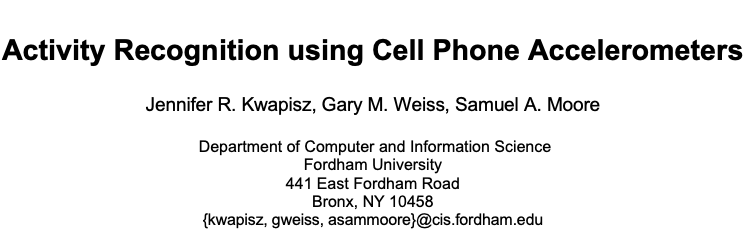 Activity Recognition using Cell Phone Accelerometers
Jennifer R. Kwapisz, Gary M. Weiss, Samuel A. Moore
Department of Computer and Information Science
Fordham University
441 East Fordham Road
Bronx, NY 10458
{kwapisz, gweiss, asammoore}@cis.fordham.edu